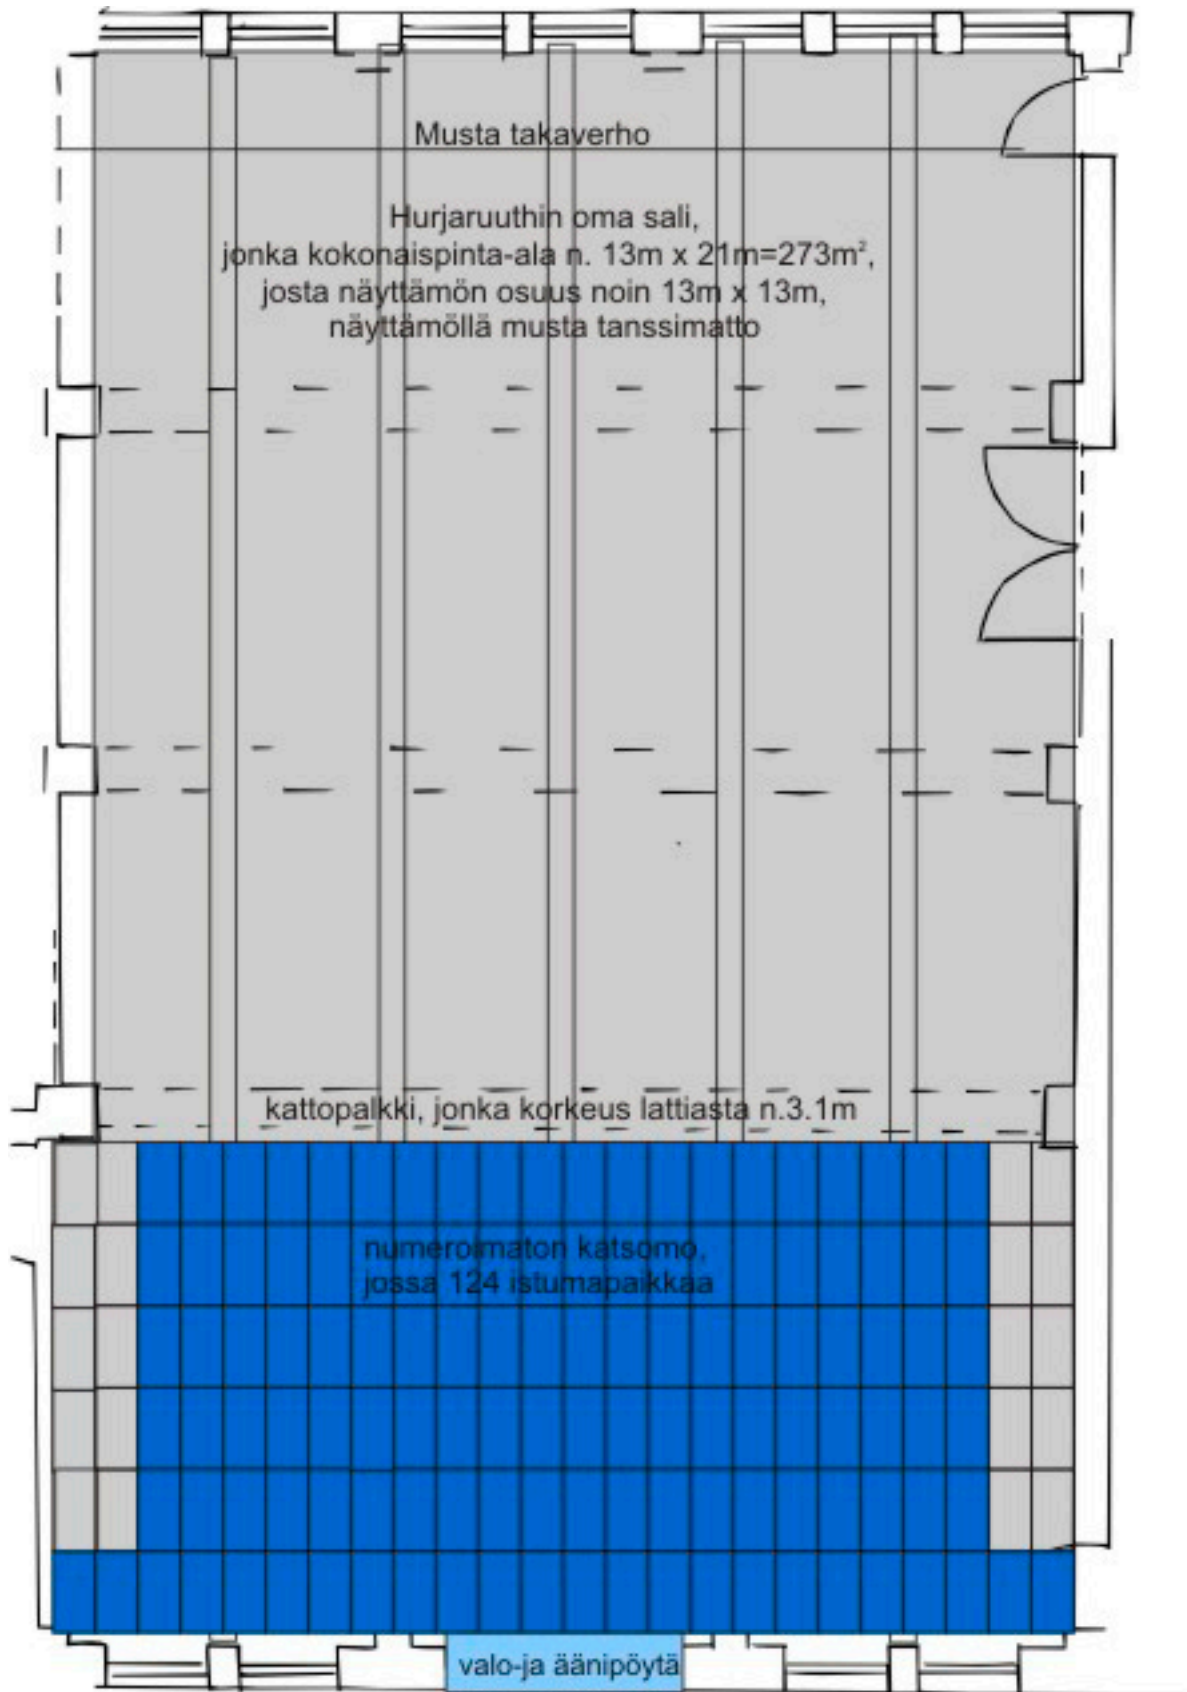 Musta takaverho
Hurjaruuthin oma sali,
jonka kokonaispinta-ala n. 13m x 21m=273m²,
josta näyttämön osuus noin 13m x 13m,
näyttämöllä musta tanssimatto
kattopalkki, jonka korkeus lattiasta n.3.1m
numeroimaton katsomo,
jossa 124 istumapaikkaa
valo-ja äänipöytä